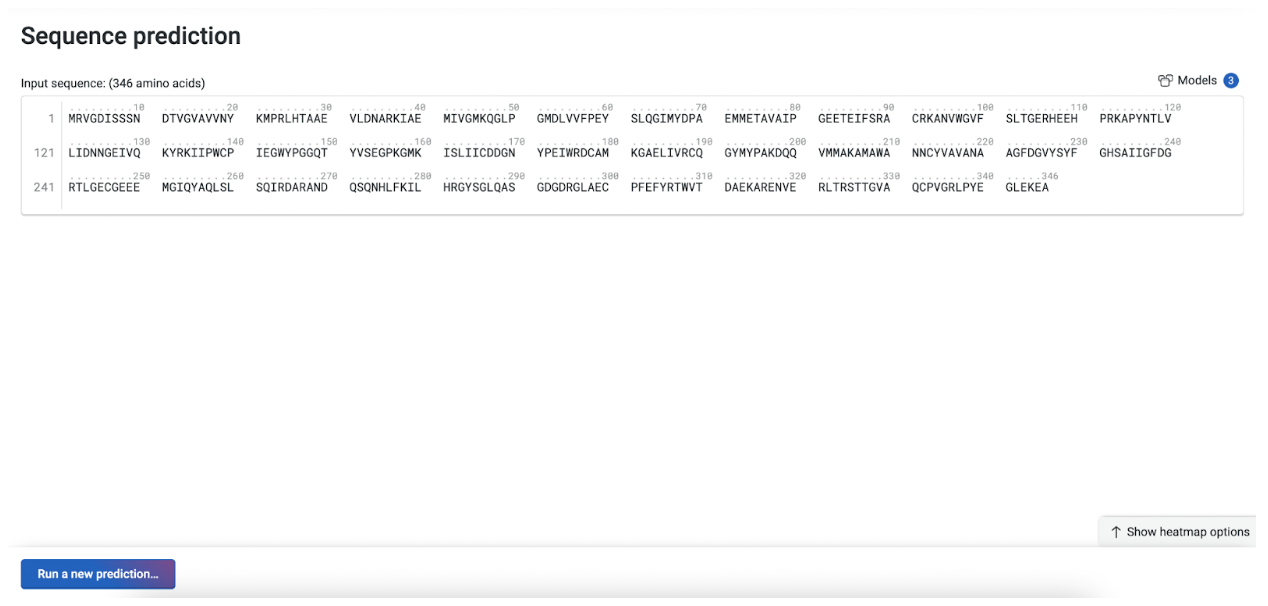 Sequence prediction
Input sequence: (346 amino acids)
Models 3
.........10 .........20 .........30 .........40 .........50 .........60 .........70 .........80 .........90 .........100 .........110 .........120
1 MRVGDISSSN DTVGVAVVNY KMPRLHTAAE VLDNARKIAE MIVGMKQGLP GMDLVVFPEY SLQGIMYDPA EMMETAVAIP GEETEIFSRA CRKANVWGVF SLTGERHEEH PRKAPYNTLV
.........130 .........140 .........150 .........160 .........170 .........180 .........190 .........200 .........210 .........220 .........230 .........240
121 LIDNNGEIVQ KYRKIIPWCP IEGWYPGGQT YVSEGPKGMK ISLIICDDGN YPEIWRDCAM KGAELIVRCQ GYMYPAKDQQ VMMAKAMAWA NNCYVAVANA AGFDGVYSYF GHSAIIGFDG
.........250 .........260 .........270 .........280 .........290 .........300 .........310 .........320 .........330 .........340 .....346
241 RTLGECGEEE MGIQYAQLSL SQIRDARAND QSQNHLFKIL HRGYSGLQAS GDGDRGLAEC PFEFYRTWVT DAEKARENVE RLTRSTTGVA QCPVGRLPYE GLEKEA
Show heatmap options
Run a new prediction...